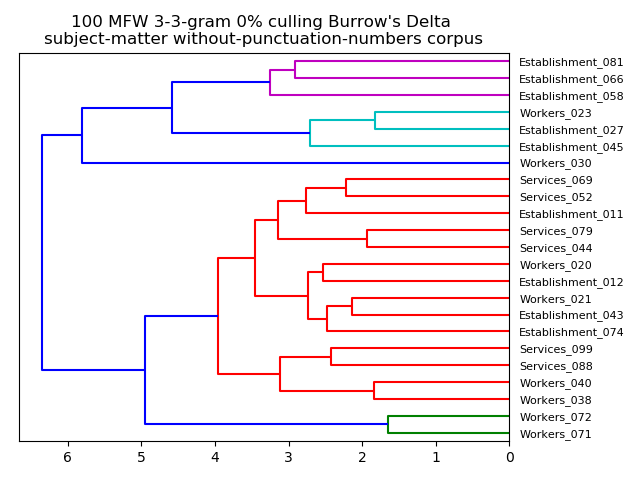 100 MFW 3-3-gram 0% culling Burrow's Delta
subject-matter without-punctuation-numbers corpus
Establishment_081
Establishment_066
Establishment_058
Workers_023
Establishment_027
Establishment_045
Workers_030
Services_069
Services_052
Establishment_011
Services_079
Services_044
Workers_020
Establishment_012
Workers_021
Establishment_043
Establishment_074
Services_099
Services_088
Workers_040
Workers_038
Workers_072
Workers_071
6 5 4 3 2 1 0